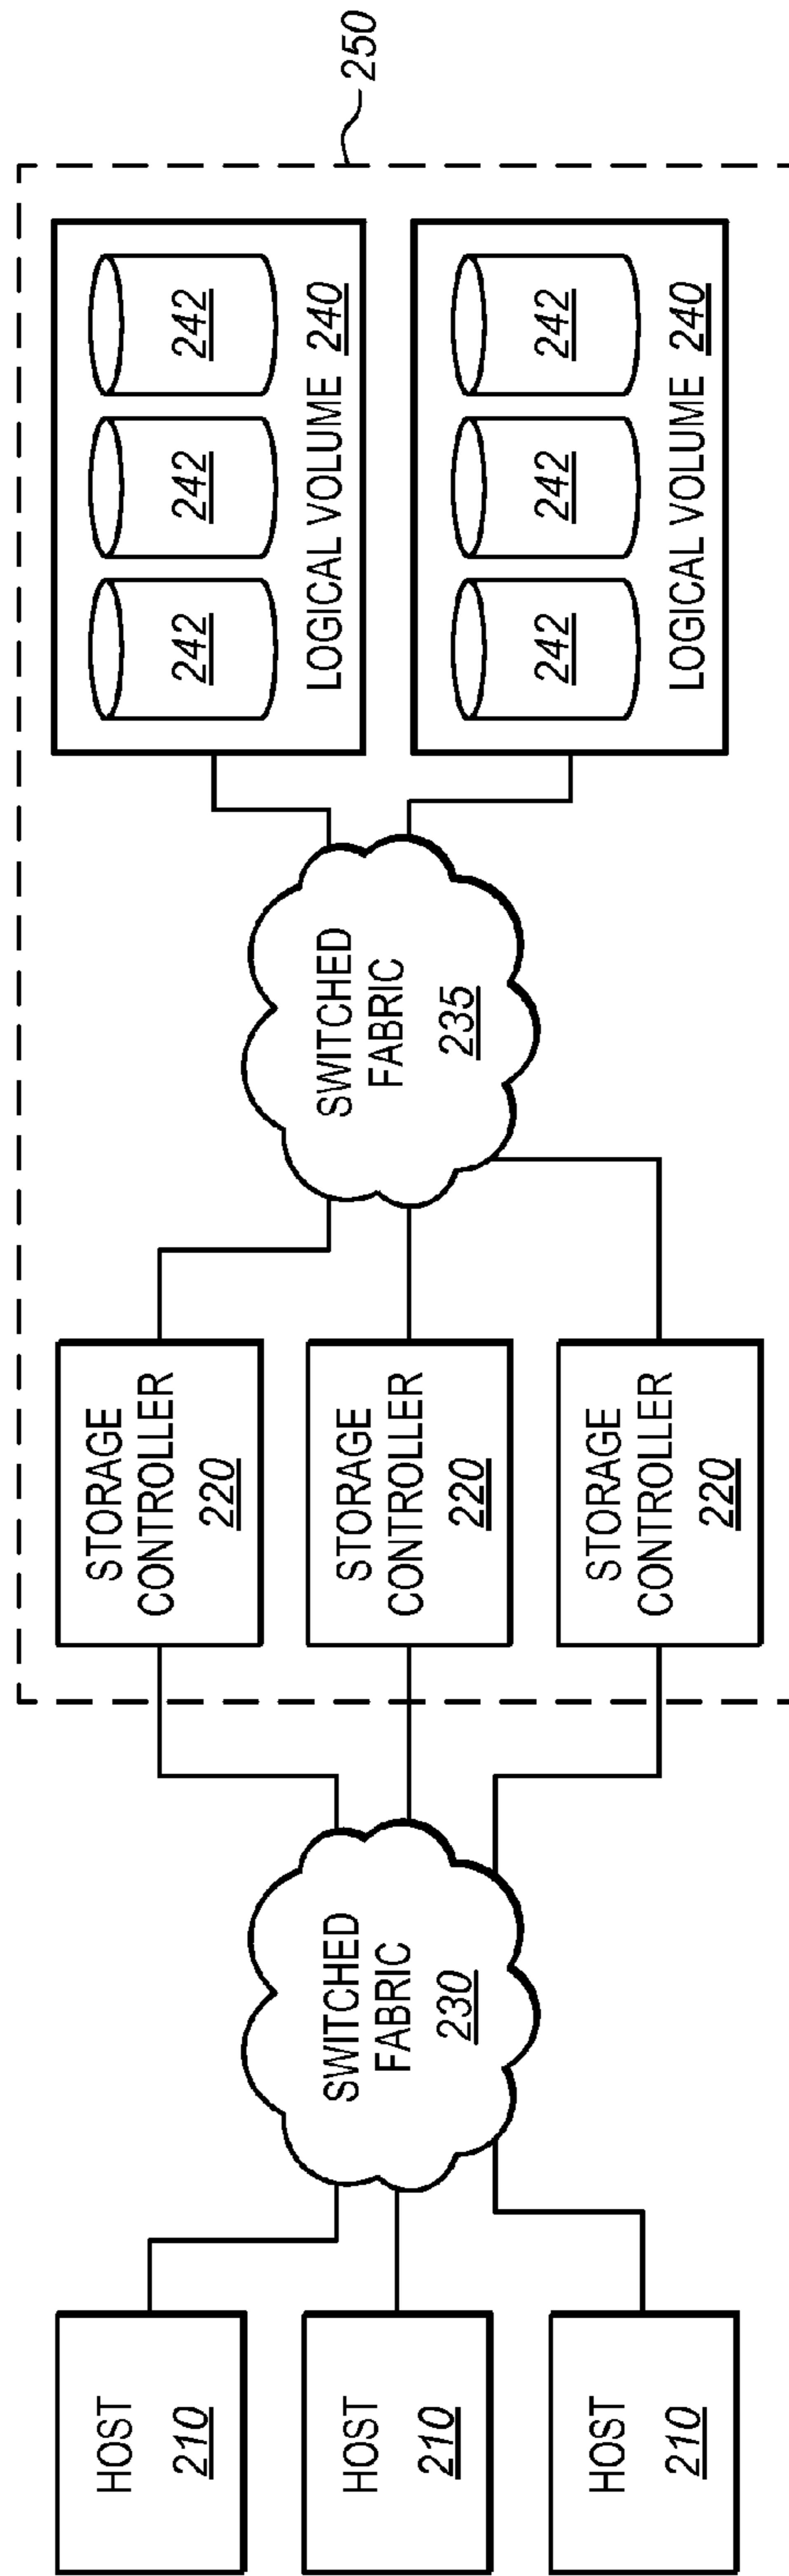 HOST
210
HOST
210
HOST
210
SWITCHED
FABRIC
230
STORAGE
CONTROLLER
220
STORAGE
CONTROLLER
220
STORAGE
CONTROLLER
220
SWITCHED
FABRIC
235
242 242 242
LOGICAL VOLUME 240
242 242 242
LOGICAL VOLUME 240
250